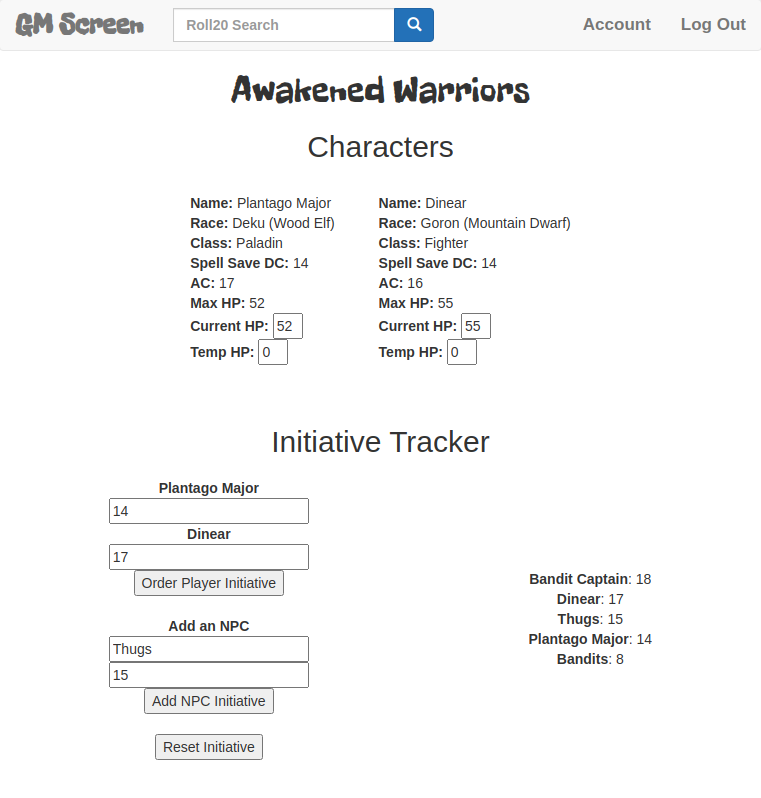 GM Screen
Roll20 Search
Account
Log Out
Awakened Warriors
Characters
Name: Plantago Major
Race: Deku (Wood Elf)
Class: Paladin
Spell Save DC: 14
AC: 17
Max HP: 52
Current HP: 52
Temp HP: 0
Name: Dinear
Race: Goron (Mountain Dwarf)
Class: Fighter
Spell Save DC: 14
AC: 16
Max HP: 55
Current HP: 55
Temp HP: 0
Initiative Tracker
Plantago Major
14
Dinear
17
Order Player Initiative
Add an NPC
Thugs
15
Add NPC Initiative
Reset Initiative
Bandit Captain: 18
Dinear: 17
Thugs: 15
Plantago Major: 14
Bandits: 8